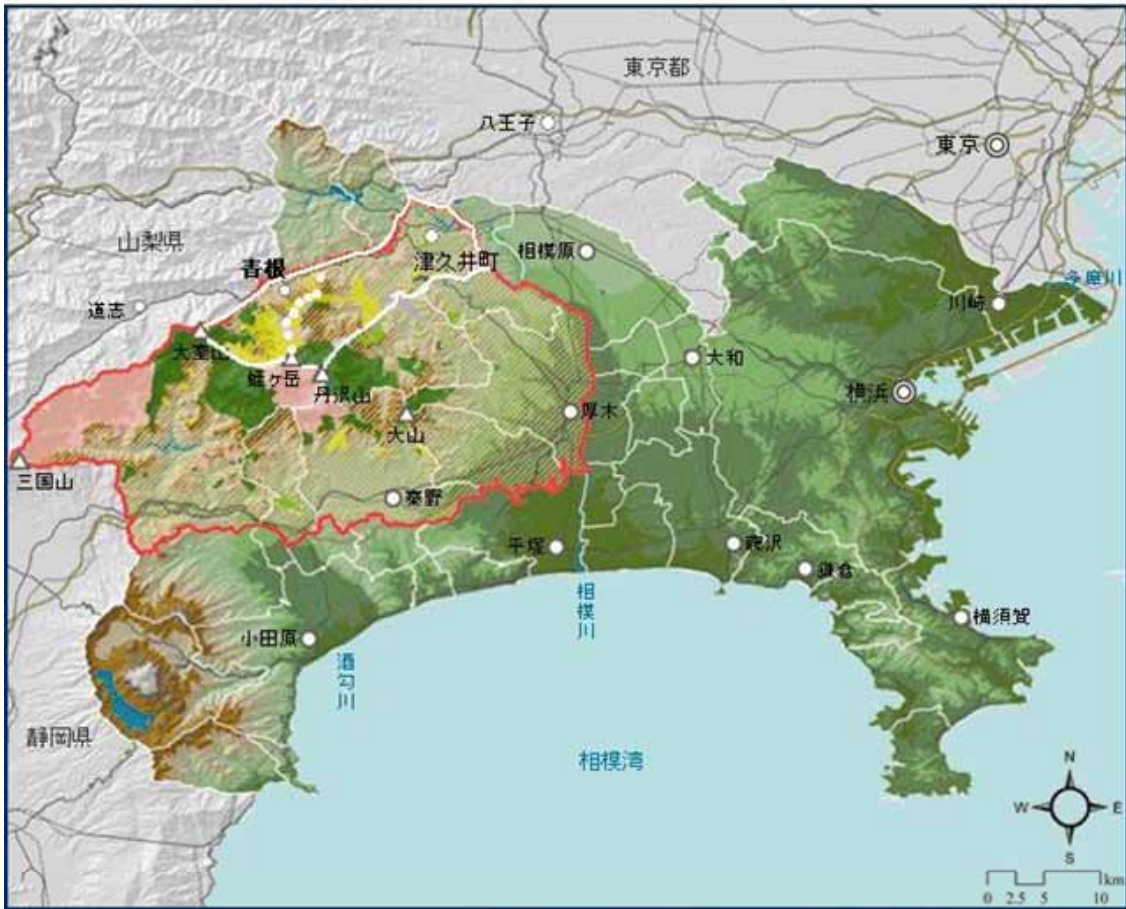 東京都
八王子
東京
山梨県
相模原
津久井町
青根
多摩川
道志
川崎
大室山
大和
蛭ヶ岳
丹沢山
横浜
大山
厚木
三国山
秦野
平塚
藤沢
鎌倉
相模川
横須賀
小田原
酒匂川
静岡県
相模湾
N
W E
S
km
0 2.5 5 10